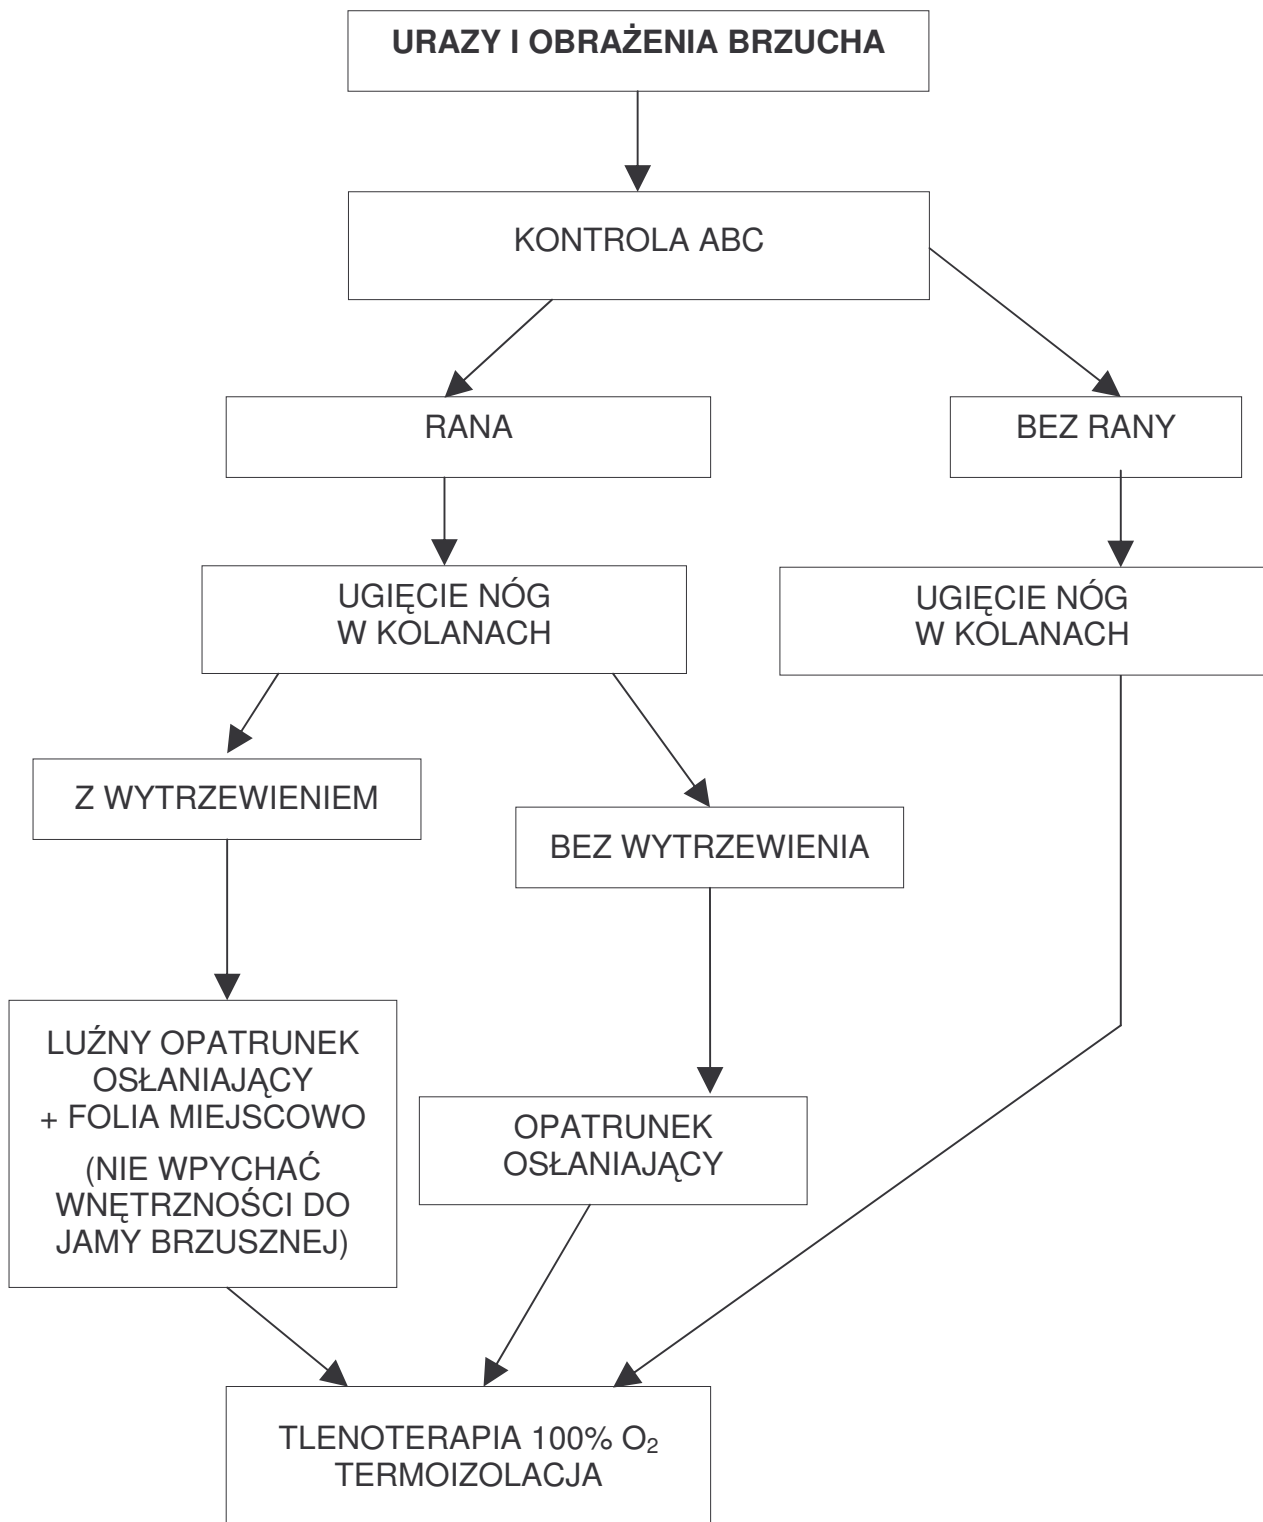 URAZY I OBRAŻENIA BRZUCHA
KONTROLA ABC
RANA
BEZ RANY
UGIĘCIE NÓG
W KOLANACH
UGIĘCIE NÓG
W KOLANACH
Z WYTRZEWIENIEM
BEZ WYTRZEWIENIA
LUŹNY OPATRUNEK
OSŁANIAJĄCY
+ FOLIA MIEJSCOWO
(NIE WPYCHAĆ
WNĘTRZNOŚCI DO
JAMY BRZUSZNEJ)
OPATRUNEK
OSŁANIAJĄCY
TLENOTERAPIA 100% O₂
TERMOIZOLACJA